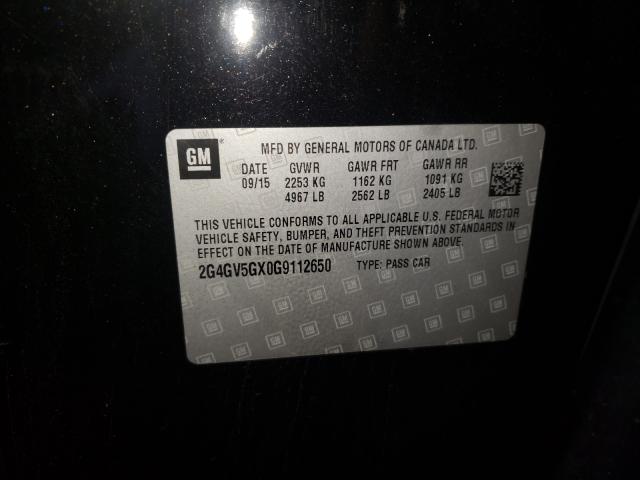 GM
MFD BY GENERAL MOTORS OF CANADA LTD.
DATE GVWR GAWR FRT GAWR RR
09/15 2253 KG 1162 KG 1091 KG
4967 LB 2562 LB 2405 LB
THIS VEHICLE CONFORMS TO ALL APPLICABLE U.S. FEDERAL MOTOR
VEHICLE SAFETY, BUMPER, AND THEFT PREVENTION STANDARDS IN
EFFECT ON THE DATE OF MANUFACTURE SHOWN ABOVE.
2G4GV5GX0G9112650 TYPE: PASS CAR